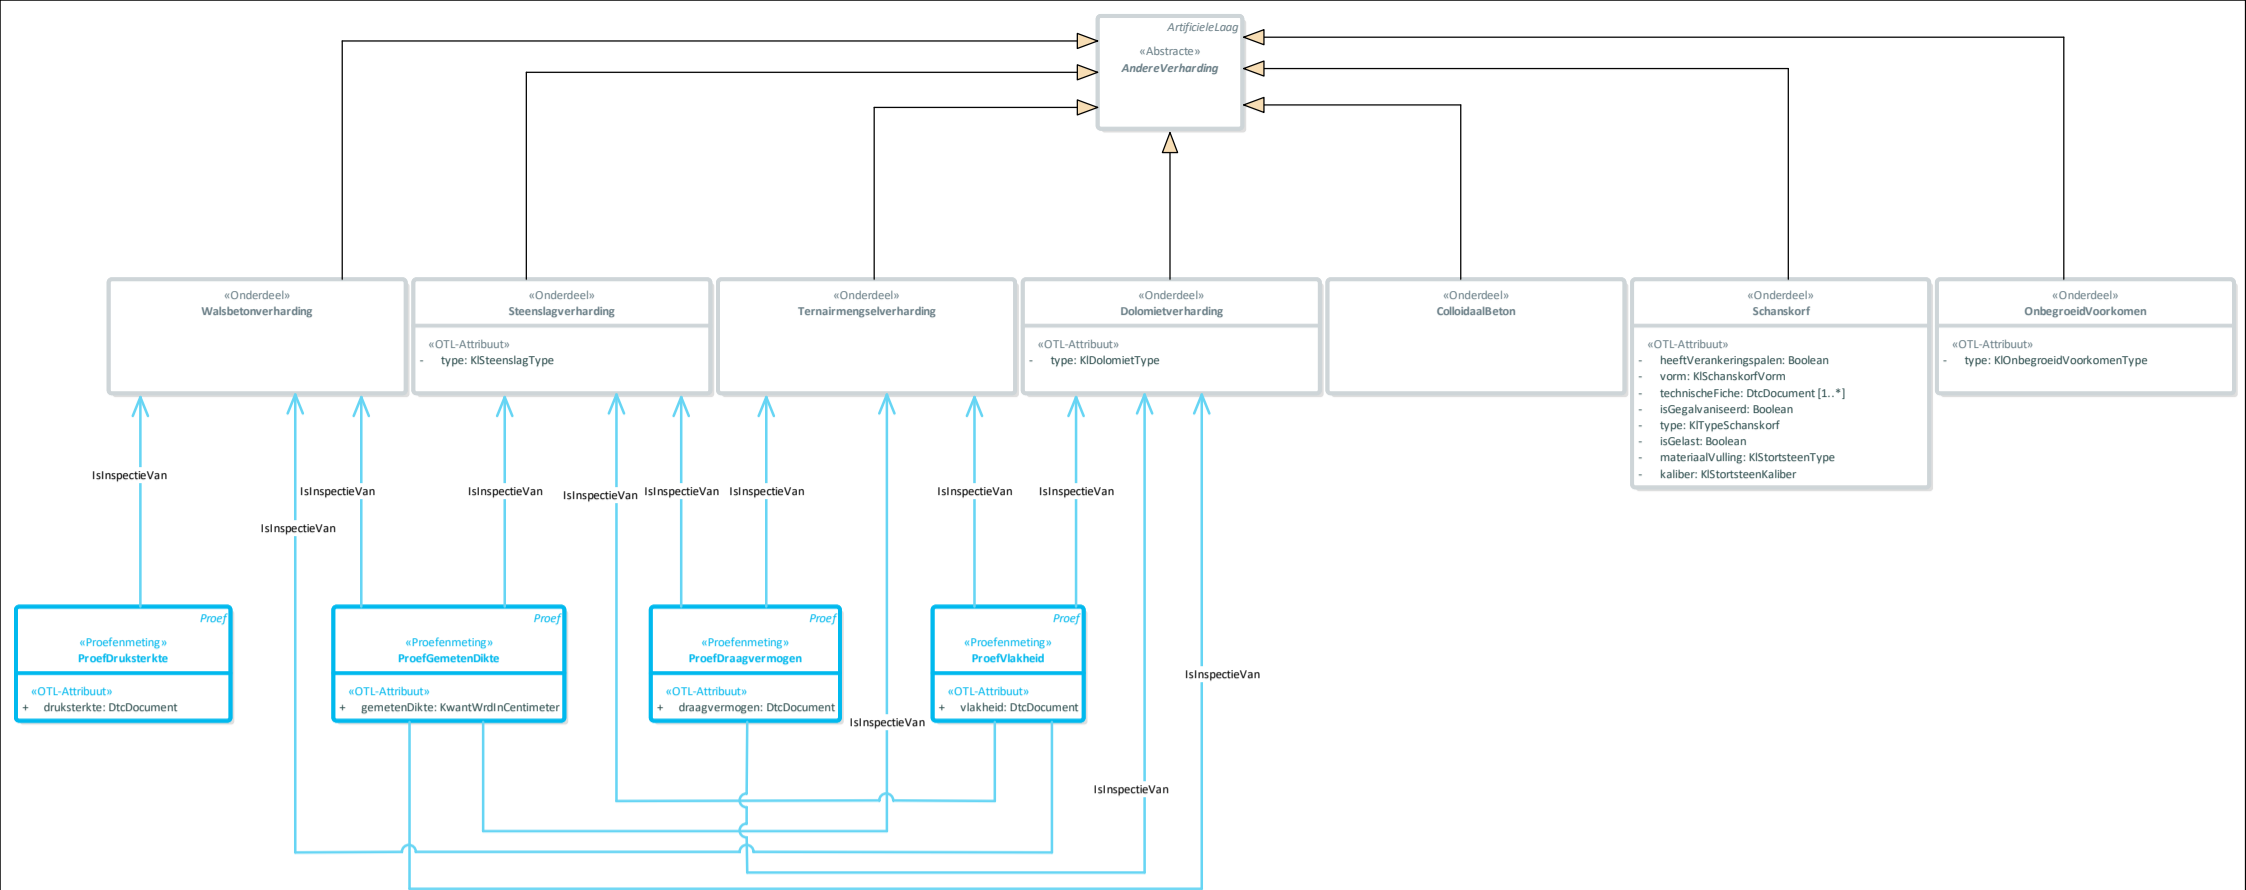 ArtificieleLaag
«Abstracte»
AndereVerharding
«Onderdeel»
Walsbetonverharding
«Onderdeel»
Steenslagverharding
«OTL-Attribuut»
- type: KlSteenslagType
«Onderdeel»
Ternairmengselverharding
«Onderdeel»
Dolomietverharding
«OTL-Attribuut»
- type: KlDolomietType
«Onderdeel»
ColloidaalBeton
«Onderdeel»
Schanskorf
«OTL-Attribuut»
- heeftVerankeringspalen: Boolean
- vorm: KlSchanskorfVorm
- technischeFiche: DtcDocument [1..*]
- isGegalvaniseerd: Boolean
- type: KlTypeSchanskorf
- isGelast: Boolean
- materiaalVulling: KlStortsteenType
- kaliber: KlStortsteenKaliber
«Onderdeel»
OnbegroeidVoorkomen
«OTL-Attribuut»
- type: KlOnbegroeidVoorkomenType
IsInspectieVan
IsInspectieVan
IsInspectieVan
IsInspectieVan
IsInspectieVan
IsInspectieVan
IsInspectieVan
IsInspectieVan
IsInspectieVan
Proef
«Proefenmeting»
ProefDruksterkte
«OTL-Attribuut»
+ druksterkte: DtcDocument
Proef
«Proefenmeting»
ProefGemetenDikte
«OTL-Attribuut»
+ gemetenDikte: KwantWrdInCentimeter
Proef
«Proefenmeting»
ProefDraagvermogen
«OTL-Attribuut»
+ draagvermogen: DtcDocument
Proef
«Proefenmeting»
ProefVlakheid
«OTL-Attribuut»
+ vlakheid: DtcDocument
IsInspectieVan
IsInspectieVan
IsInspectieVan